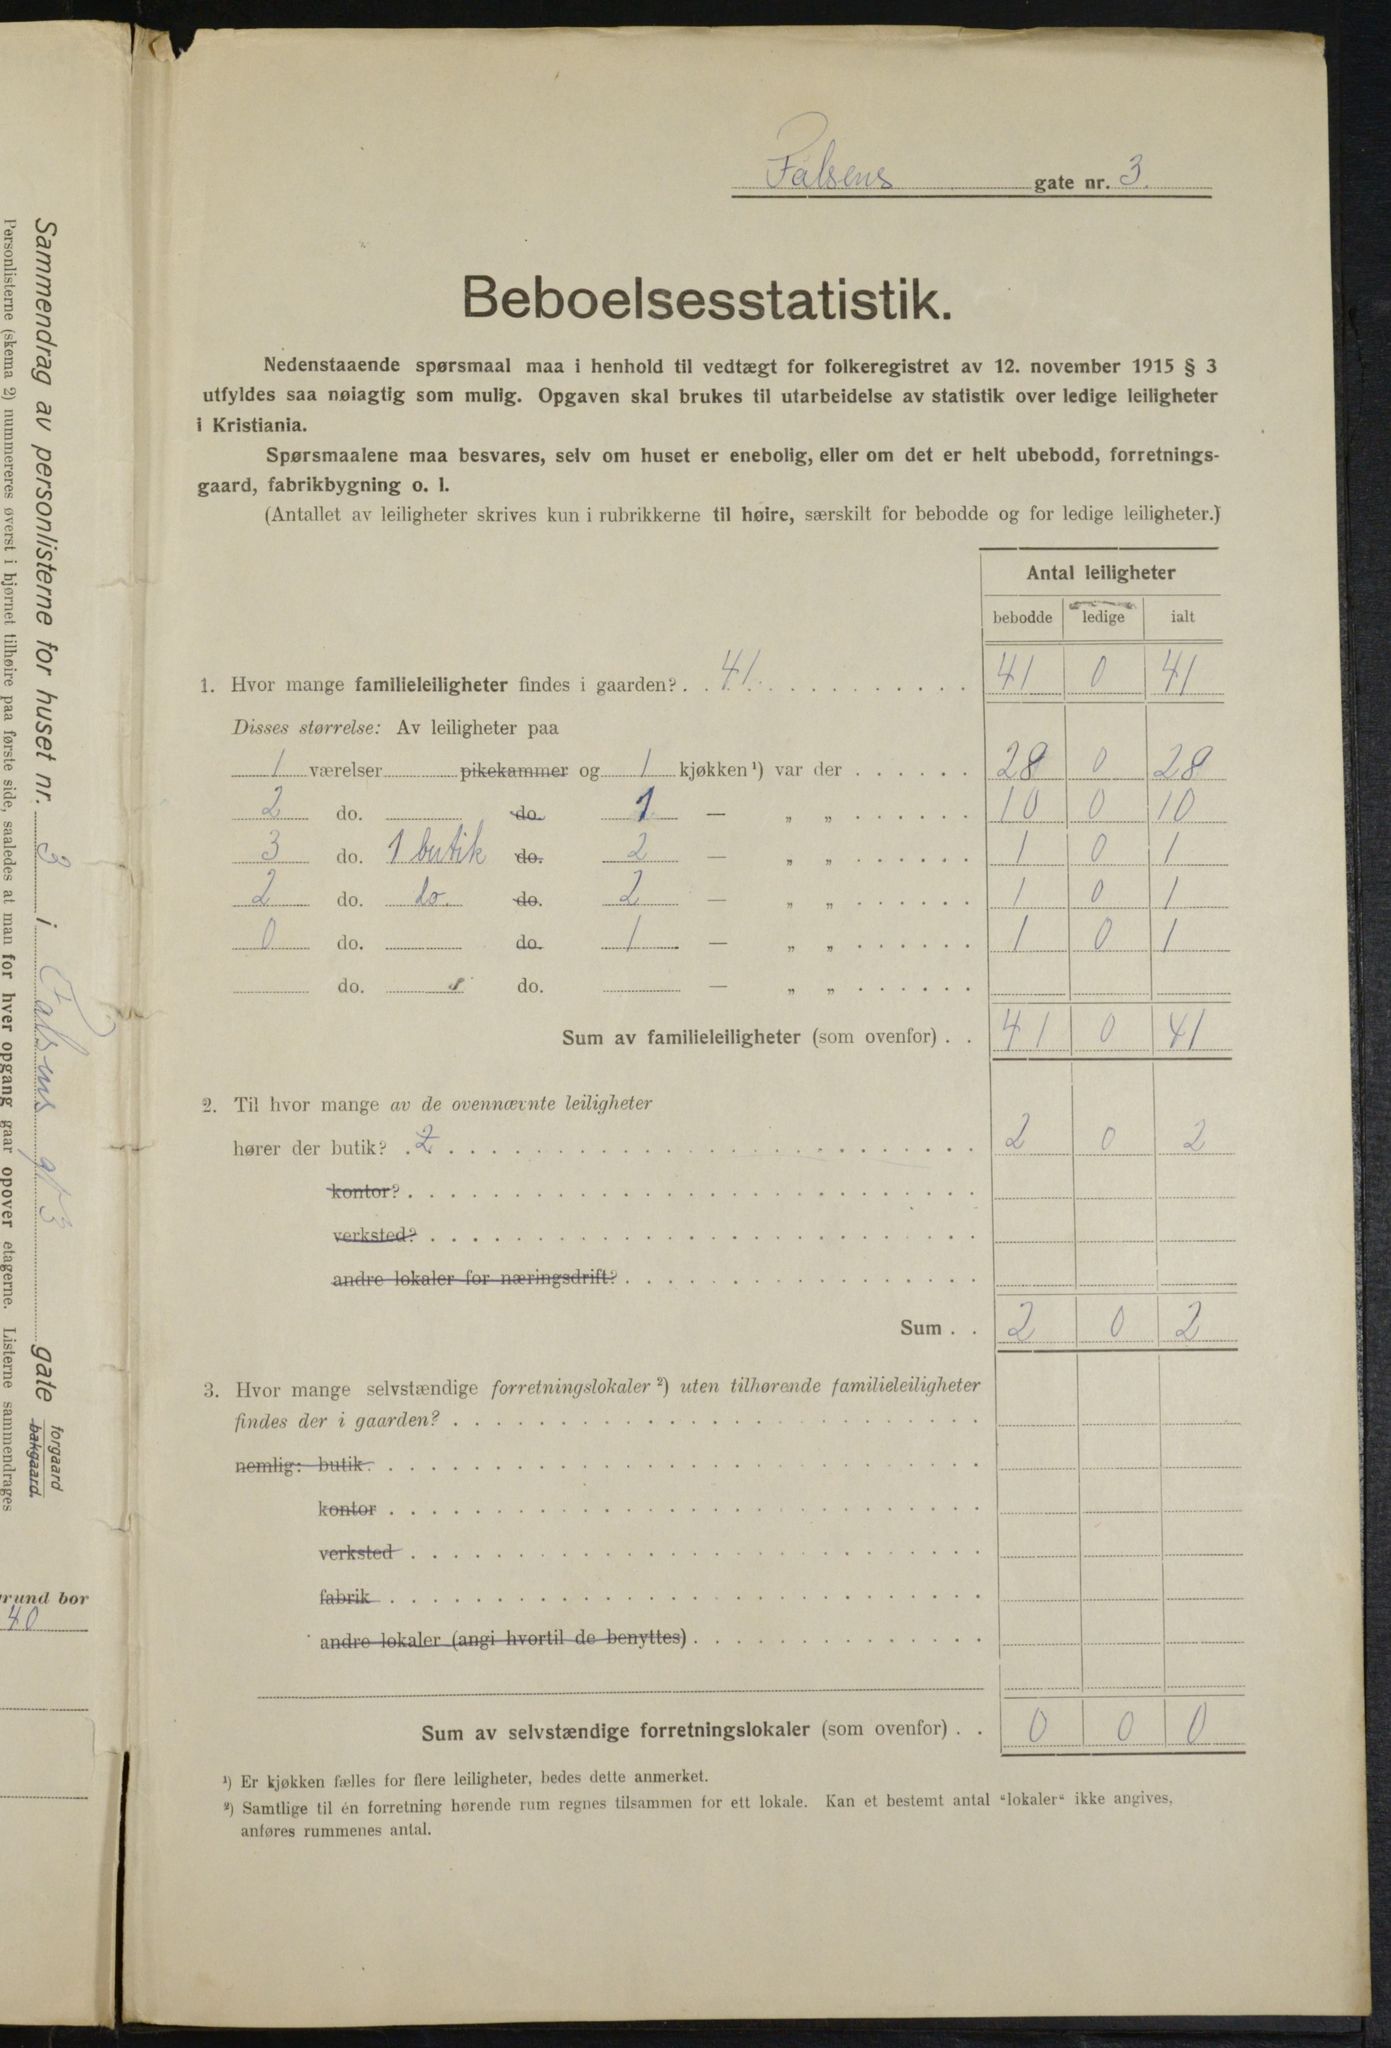 Falsens gate nr. 3.
Beboelsesstatistik.
Nedenstaaende spørsmaal maa i henhold til vedtægt for folkeregistret av 12. november 1915 § 3
utfyldes saa nøiagtig som mulig. Opgaven skal brukes til utarbeidelse av statistik over ledige leiligheter
i Kristiania.
Spørsmaalene maa besvares, selv om huset er enebolig, eller om det er helt ubebodd, forretnings-
gaard, fabrikbygning o. l.
(Antallet av leiligheter skrives kun i rubrikkerne til høire, særskilt for bebodde og for ledige leiligheter.)
Antal leiligheter
bebodde ledige ialt
1. Hvor mange familieleiligheter findes i gaarden? . . 41. . . . . . . . . . . . 41 0 41
Disses størrelse: Av leiligheter paa
1 værelser pikekammer og 1 kjøkken ¹) var der . . . . . . 28 0 28
2 do. do. 1 — „ „ . . . . . . 10 0 10
3 do. 1 butik do. 2 — „ „ . . . . . . 1 0 1
2 do. do. do. 2 — „ „ . . . . . . 1 0 1
0 do. do. 1 — „ „ . . . . . . 1 0 1
do. do. — „ „ . . . . . .
Sum av familieleiligheter (som ovenfor) . . 41 0 41
2. Til hvor mange av de ovennævnte leiligheter
hører der butik? . 2 . . . . . . . . . . . . . . . . . . . 2 0 2
kontor? . . . . . . . . . . . . . . . . . . . .
verksted? . . . . . . . . . . . . . . . . . . . .
andre lokaler for næringsdrift? . . . . . . . . . . . . .
Sum . . 2 0 2
3. Hvor mange selvstændige forretningslokaler ²) uten tilhørende familieleiligheter
findes der i gaarden? . . . . . . . . . . . . . . . . . . .
nemlig: butik . . . . . . . . . . . . . . . . . . . . .
kontor . . . . . . . . . . . . . . . . . . . . .
verksted . . . . . . . . . . . . . . . . . . . .
fabrik . . . . . . . . . . . . . . . . . . . . .
andre lokaler (angi hvortil de benyttes) . . . . . . . . . . .
Sum av selvstændige forretningslokaler (som ovenfor) . . 0 0 0
¹) Er kjøkken fælles for flere leiligheter, bedes dette anmerket.
²) Samtlige til én forretning hørende rum regnes tilsammen for ett lokale. Kan et bestemt antal "lokaler" ikke angives,
anføres rummenes antal.
Sammendrag av personlisterne for huset nr. 3 i Falsens gt 3 gate forgaard bakgaard.
Personlisterne (skema 2) nummereres øverst i hjørnet tilhøire paa første side, saaledes at man for hver opgang gaar opover etagerne. Listerne sammendrages
grund bor
40